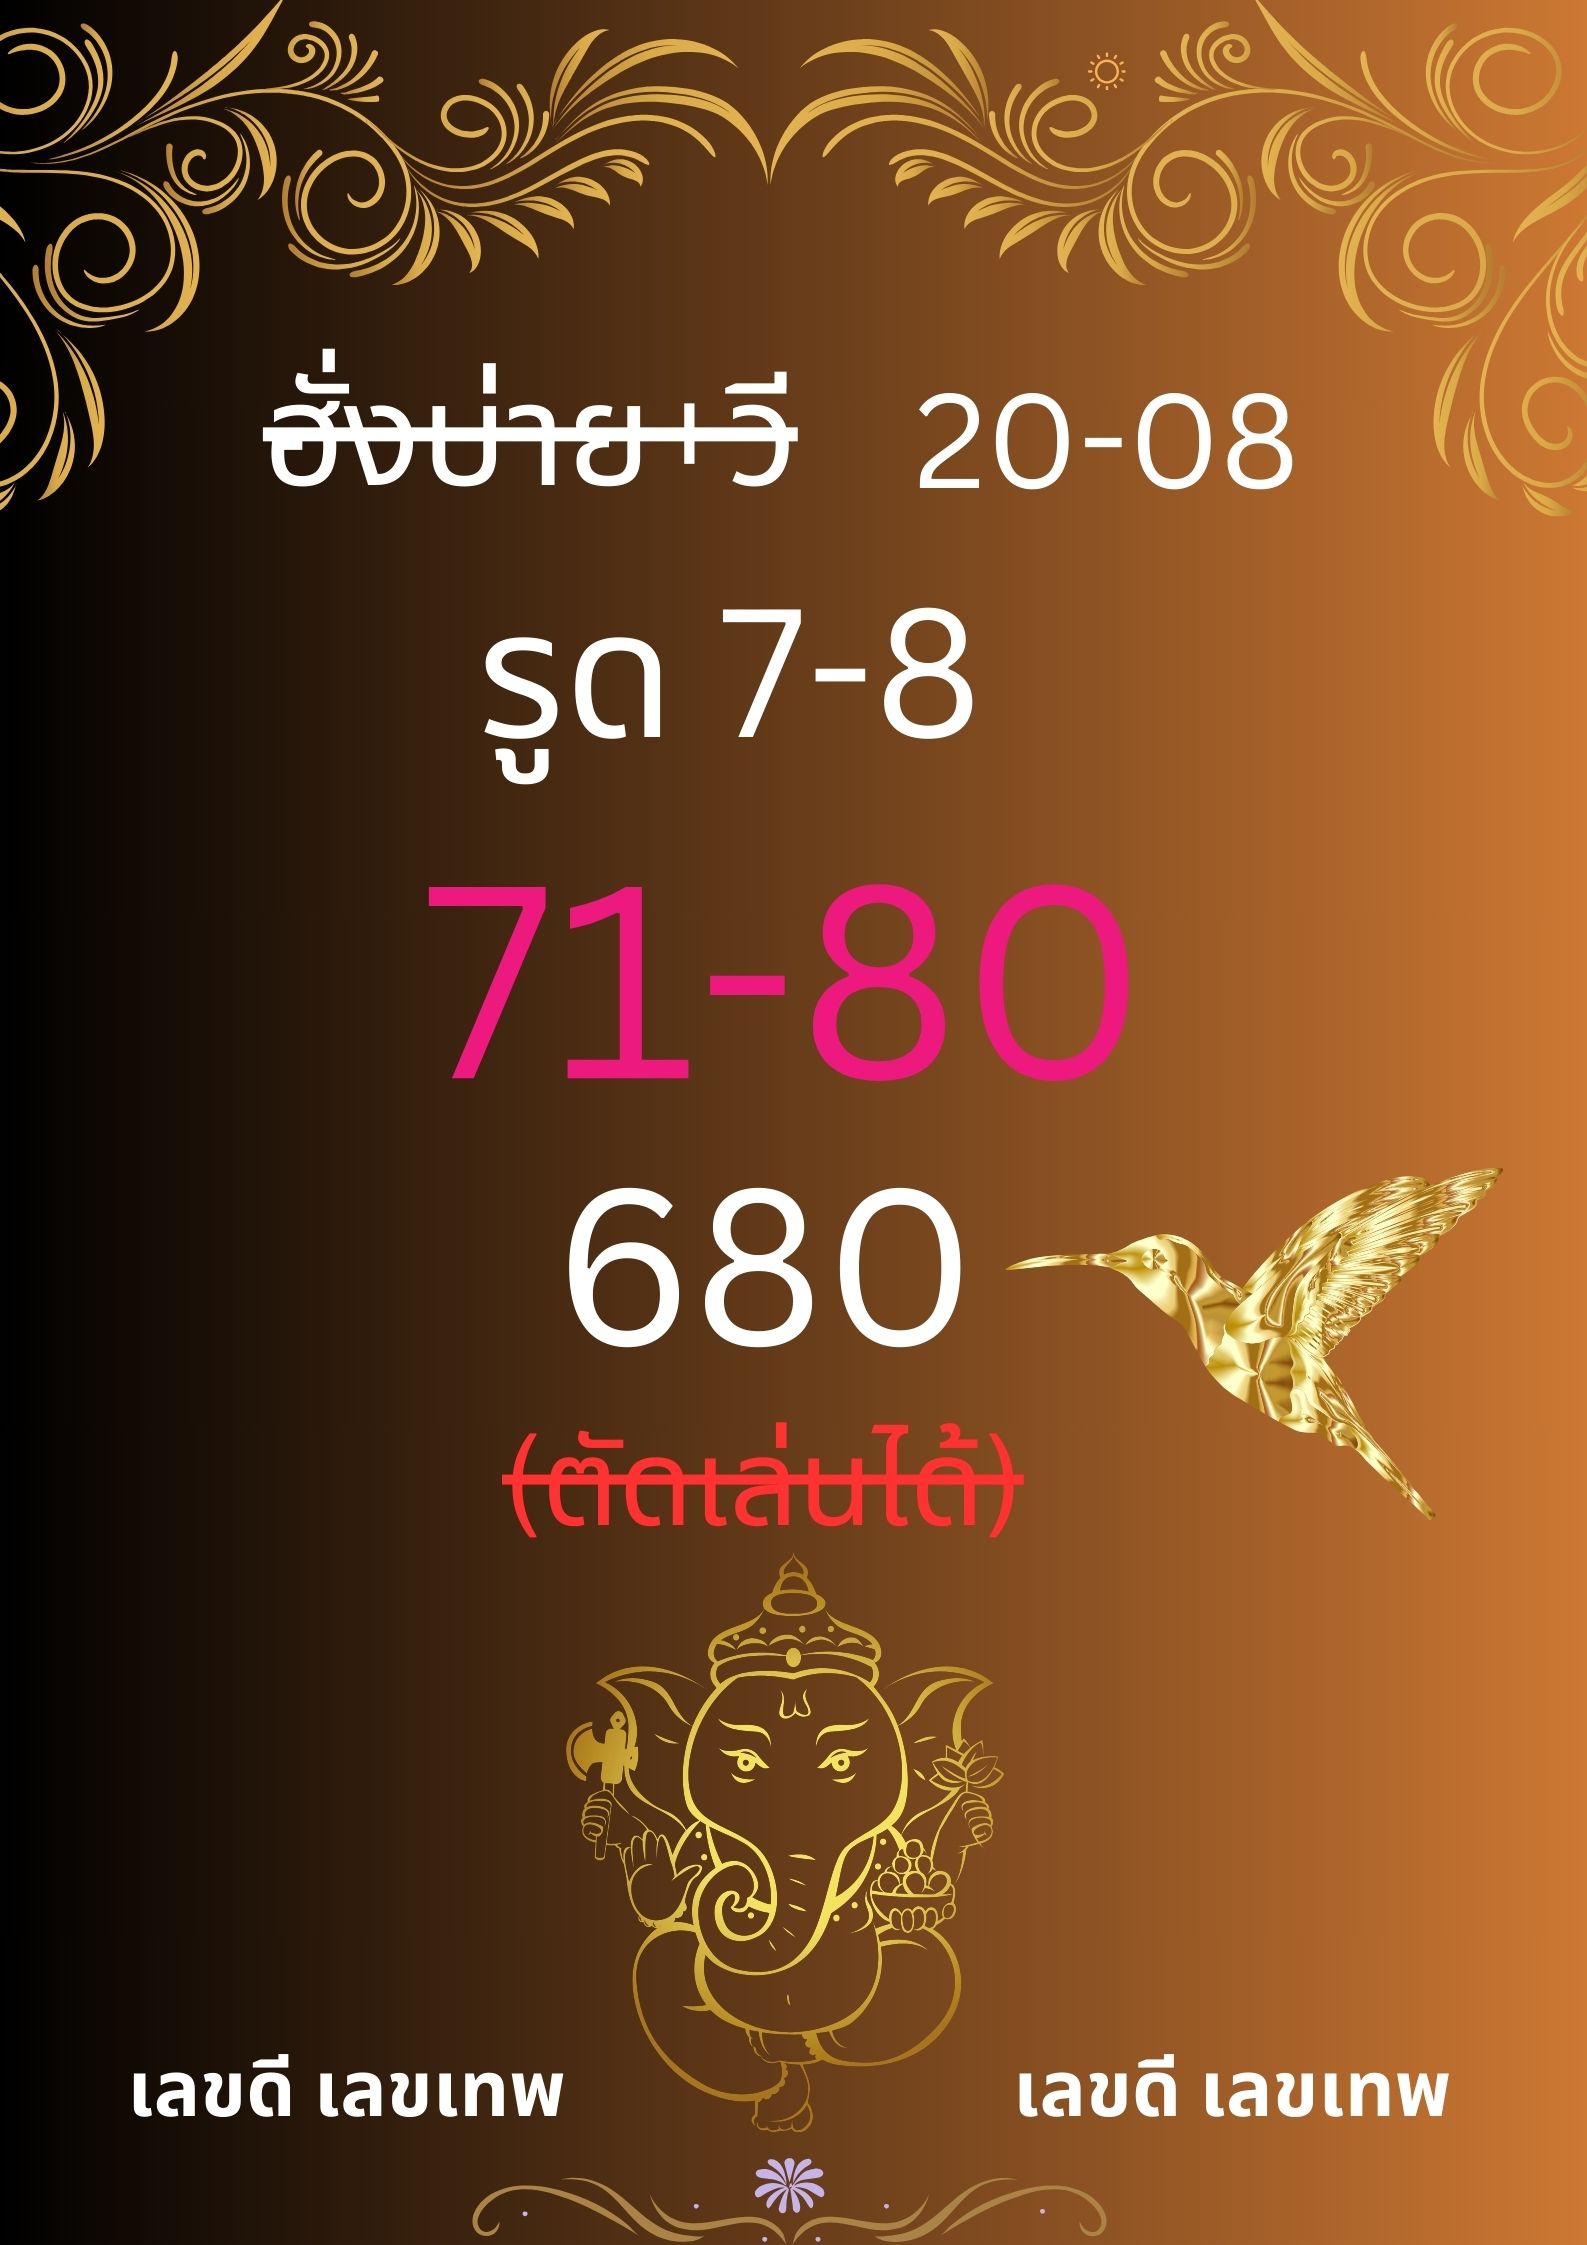 ฮั่งบ่าย+วี 20-08
รูด 7-8
71-80
680
(ตัดเล่นได้)
เลขดี เลขเทพ เลขดี เลขเทพ